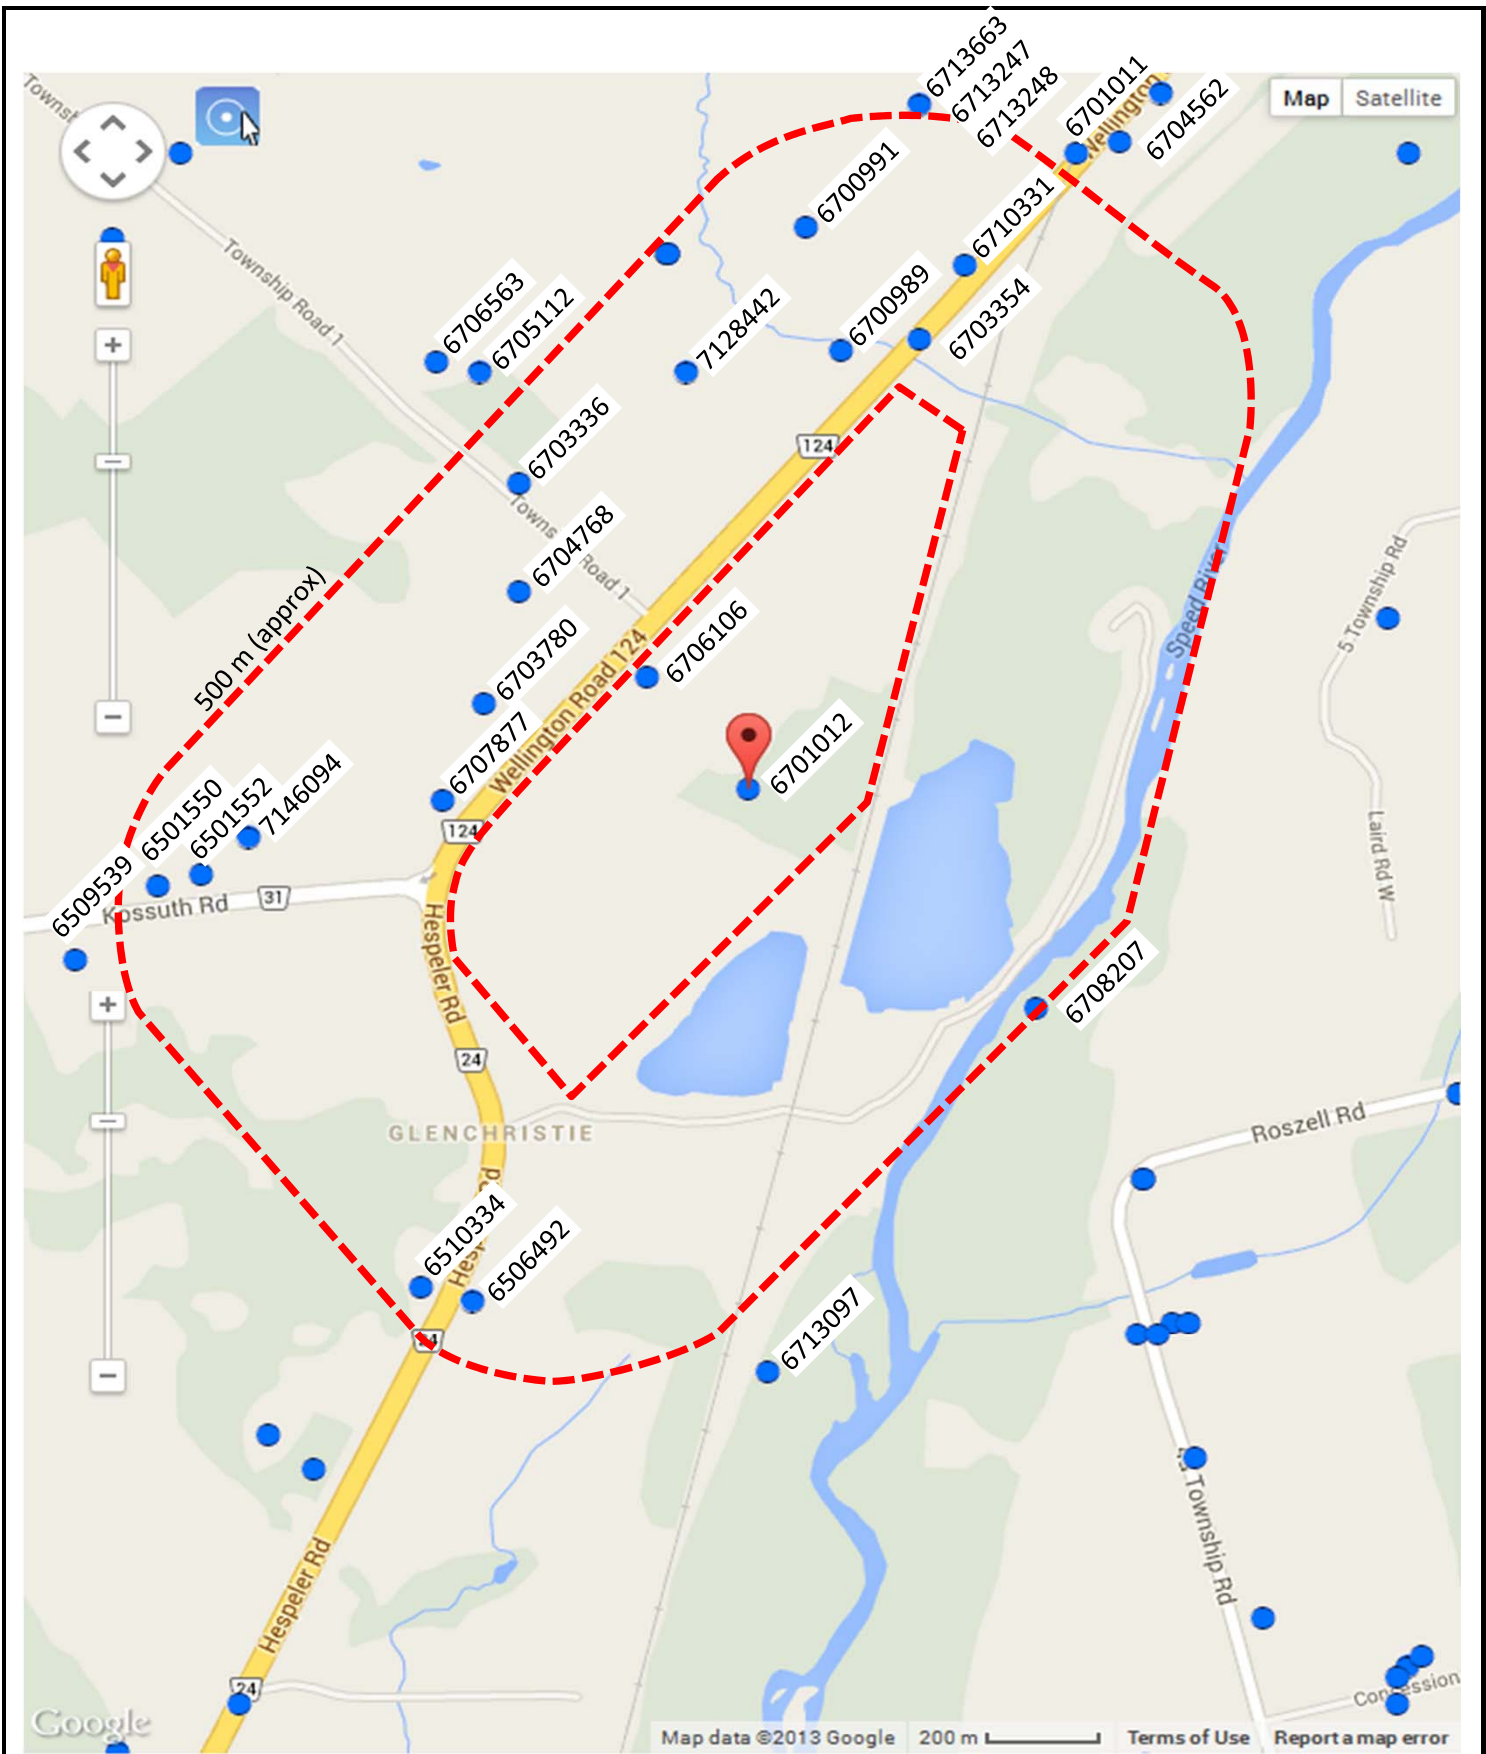 6713663
6713247
6713248
6701011
Wellington
6704562
Map
Satellite
6700991
6710331
Township Road 1
6706563
6705112
7128442
6700989
6703354
6703336
124
6704768
Towns
Road 1
500 m (approx)
5 Township Rd
Speed River
6703780
6706106
Wellington Road 124
6707877
6701012
6501550
6501552
7146094
124
Laird Rd W
6509539
Kossuth Rd
31
Hespeler Rd
6708207
24
GLENCHRISTIE
Roszell Rd
6510334
6506492
24
6713097
Township Rd
Hespeler Rd
24
Google
Map data ©2013 Google
200 m
Terms of Use
Report a map error